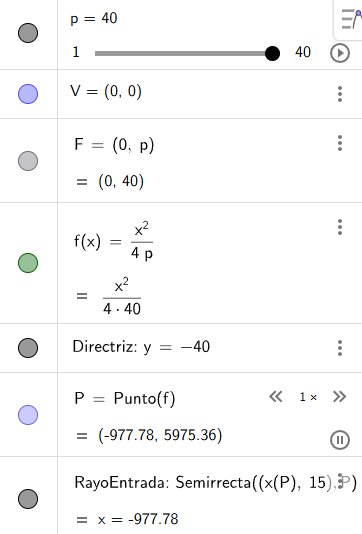 p = 40
1 40
V = (0, 0)
F = (0, p)
= (0, 40)
f(x) = x² / 4 p
= x² / 4 · 40
Directriz: y = −40
P = Punto(f) 1 ×
= (-977.78, 5975.36)
RayoEntrada: Semirrecta((x(P), 15), P)
= x = -977.78